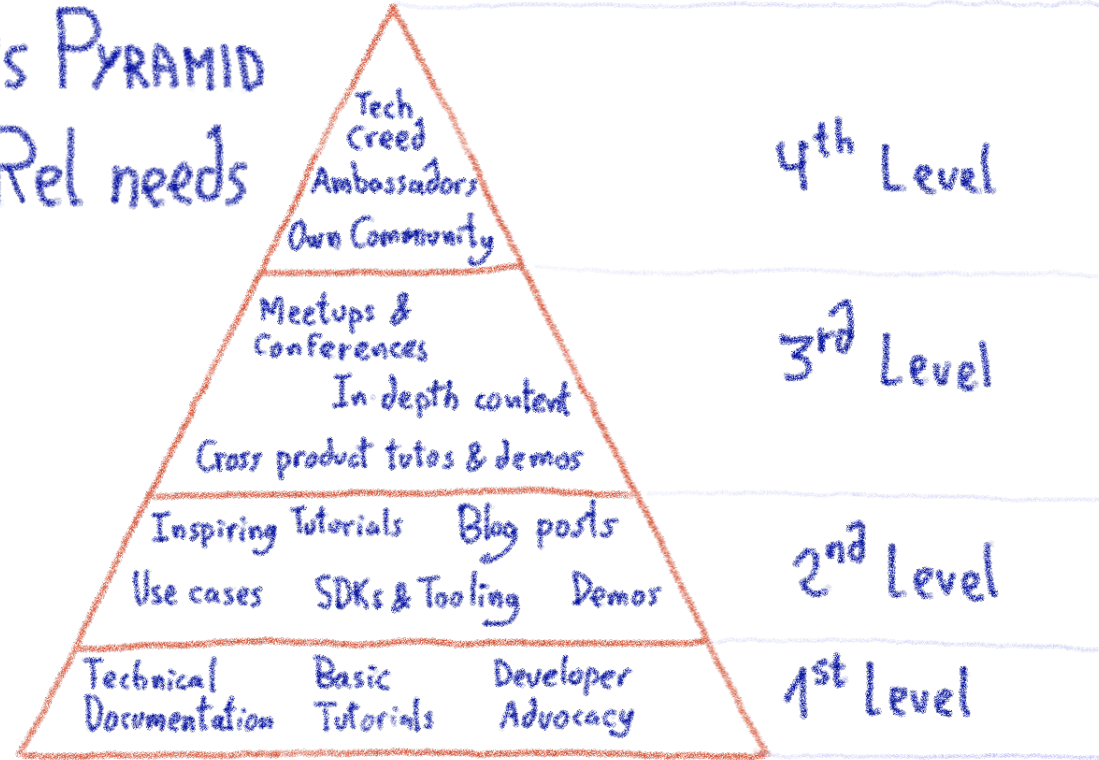 's PYRAMID
Rel needs
Tech
Creed
Ambassadors
Own Community
4th Level
Meetups &
Conferences
In-depth content
Cross product tutos & demos
3rd Level
Inspiring Tutorials Blog posts
Use cases SDKs & Tooling Demos
2nd Level
Technical Basic Developer
Documentation Tutorials Advocacy
1st Level